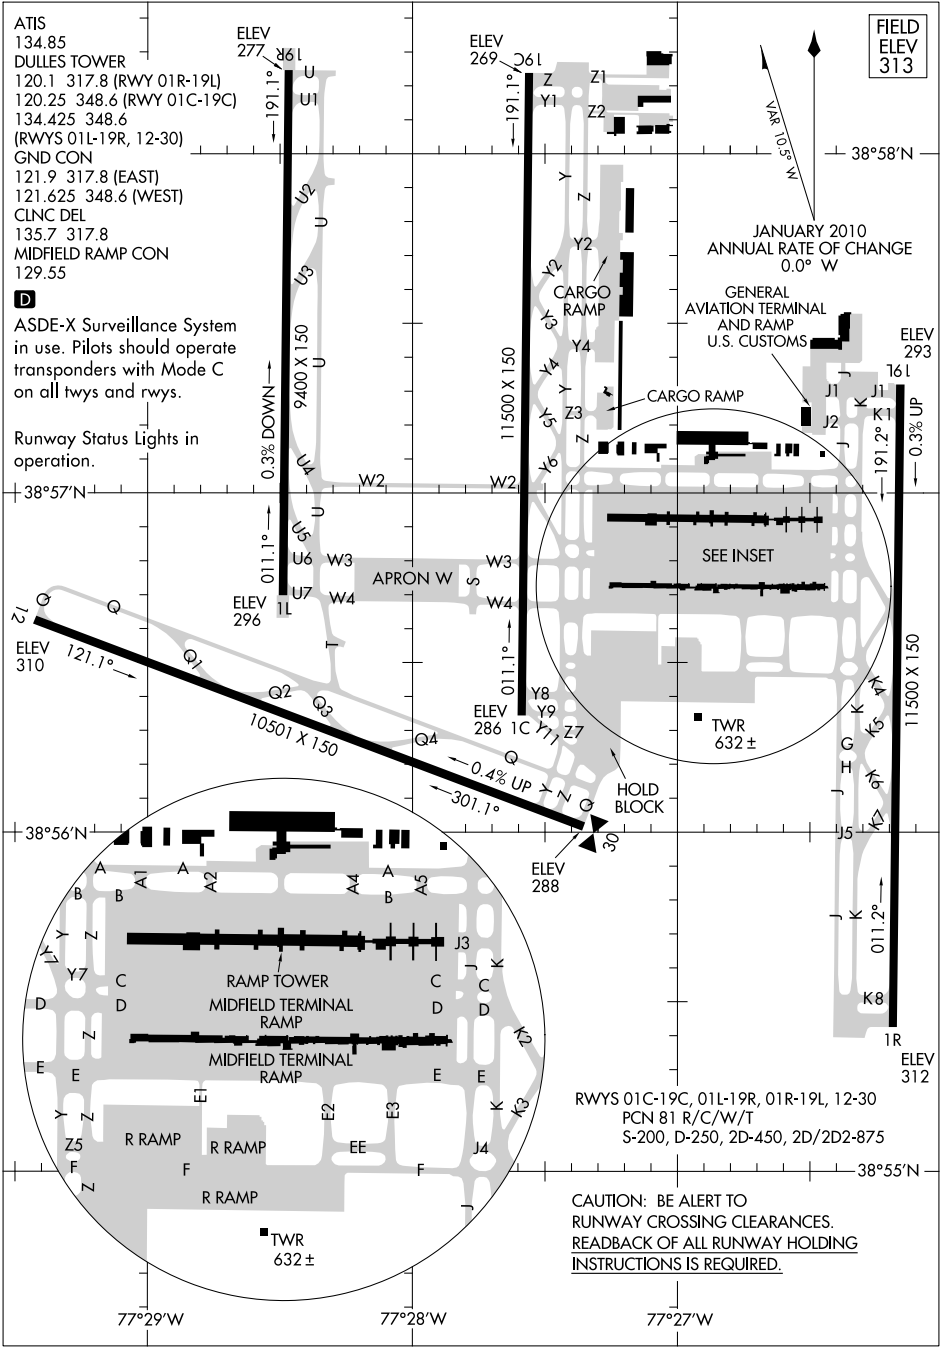 ATIS
134.85
DULLES TOWER
120.1 317.8 (RWY 01R-19L)
120.25 348.6 (RWY 01C-19C)
134.425 348.6
(RWYS 01L-19R, 12-30)
GND CON
121.9 317.8 (EAST)
121.625 348.6 (WEST)
CLNC DEL
135.7 317.8
MIDFIELD RAMP CON
129.55
D
ASDE-X Surveillance System
in use. Pilots should operate
transponders with Mode C
on all twys and rwys.
Runway Status Lights in
operation.
ELEV
277
19R
U
U1
191.1°
U2
U
U3
U
9400 X 150
0.3% DOWN
U4
W2
W2
38°57'N
U
U5
011.1°
U6
W3
W3
U7
W4
W4
APRON W
S
ELEV
296
1L
T
ELEV
269
19C
Z
Z1
Y1
Z2
191.1°
Y
Z
Y2
Y2
CARGO
RAMP
Y3
Y4
Y4
11500 X 150
Y
Y5
Z3
CARGO RAMP
Z
Y6
011.1°
Y8
Y9
Y11
Z7
ELEV
286
1C
FIELD
ELEV
313
VAR 10.5° W
38°58'N
JANUARY 2010
ANNUAL RATE OF CHANGE
0.0° W
GENERAL
AVIATION TERMINAL
AND RAMP
U.S. CUSTOMS
ELEV
293
19L
J
J1
J1
K
K1
J2
J
191.2°
0.3% UP
SEE INSET
11500 X 150
K4
K
K5
G
H
K6
J
K7
J5
J
K
011.2°
K8
1R
ELEV
312
TWR
632 ±
HOLD
BLOCK
12
Q
Q
ELEV
310
121.1°
Q1
Q2
Q3
10501 X 150
Q4
Q
0.4% UP
301.1°
Y
Z
Q
30
ELEV
288
38°56'N
A
A1
A
A2
A4
A
A5
B
B
B
Y
Z
Y7
Y7
J3
J
K
RAMP TOWER
C
C
C
MIDFIELD TERMINAL
RAMP
D
D
D
D
Z
K2
MIDFIELD TERMINAL
RAMP
E
E
E
E
E1
E2
E3
K
K3
Y
Z
R RAMP
R RAMP
EE
J4
Z5
F
F
F
Z
R RAMP
J
TWR
632 ±
RWYS 01C-19C, 01L-19R, 01R-19L, 12-30
PCN 81 R/C/W/T
S-200, D-250, 2D-450, 2D/2D2-875
38°55'N
CAUTION: BE ALERT TO
RUNWAY CROSSING CLEARANCES.
READBACK OF ALL RUNWAY HOLDING
INSTRUCTIONS IS REQUIRED.
77°29'W
77°28'W
77°27'W